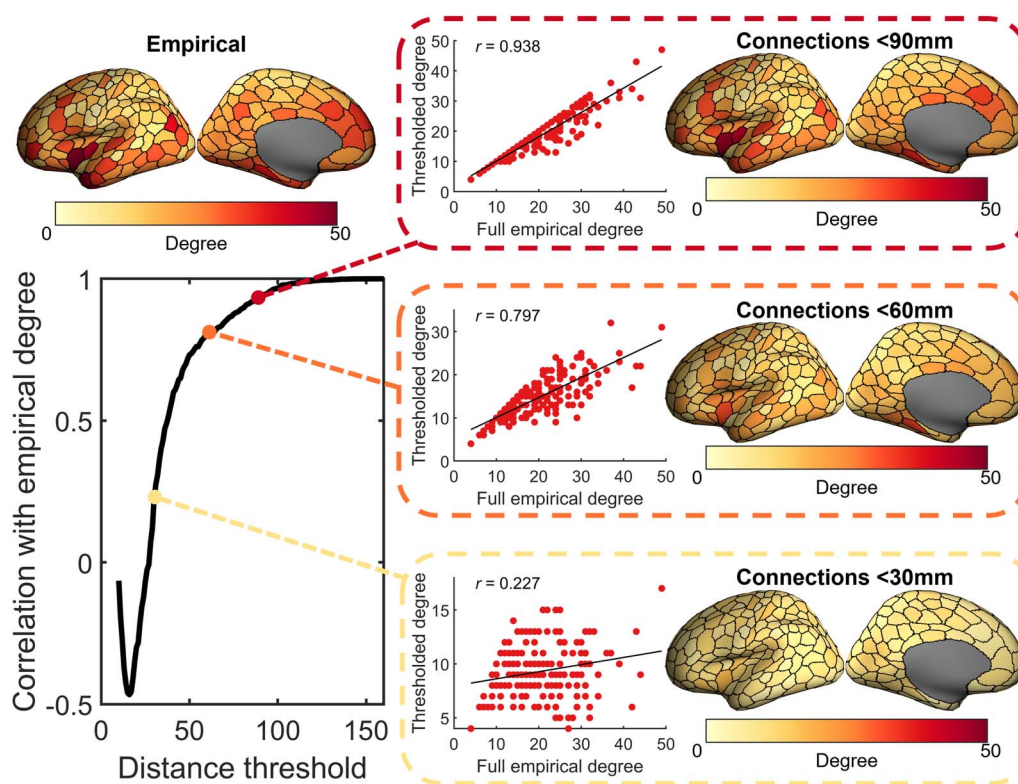 Empirical
0
50
Degree
r = 0.938
Thresholded degree
50
40
30
20
10
0
0 10 20 30 40 50
Full empirical degree
Connections <90mm
0
50
Degree
Correlation with empirical degree
1
0.5
0
-0.5
0 50 100 150
Distance threshold
r = 0.797
Thresholded degree
30
20
10
0
0 10 20 30 40 50
Full empirical degree
Connections <60mm
0
50
Degree
r = 0.227
Thresholded degree
15
10
5
0 10 20 30 40 50
Full empirical degree
Connections <30mm
0
50
Degree